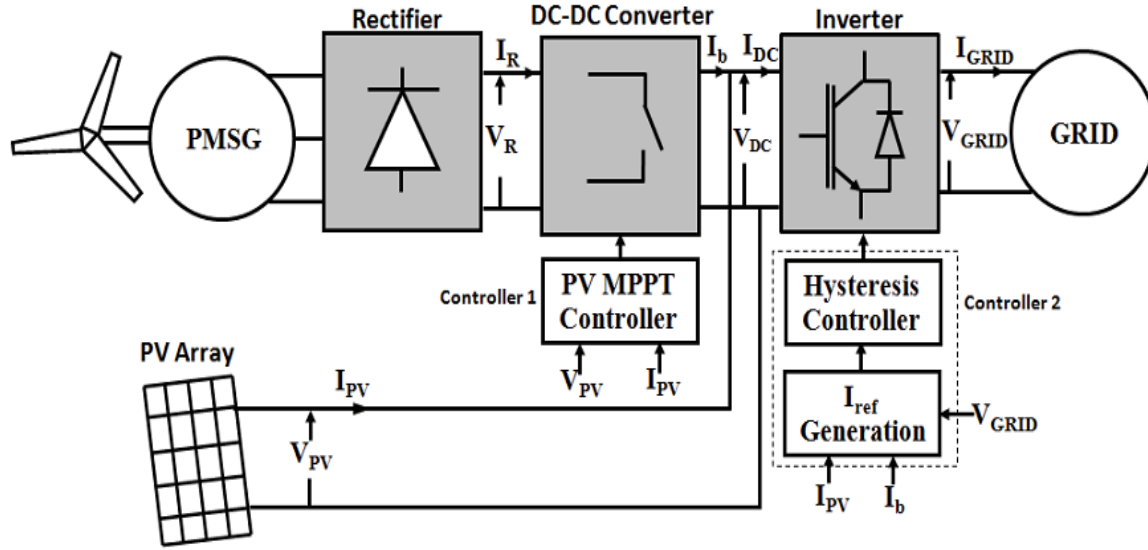 Rectifier
DC-DC Converter
Inverter
I_R
I_b
I_DC
I_GRID
PMSG
V_R
V_DC
V_GRID
GRID
Controller 1
PV MPPT
Controller
Hysteresis
Controller
Controller 2
PV Array
V_PV
I_PV
I_PV
I_ref
Generation
V_GRID
V_PV
I_PV
I_b